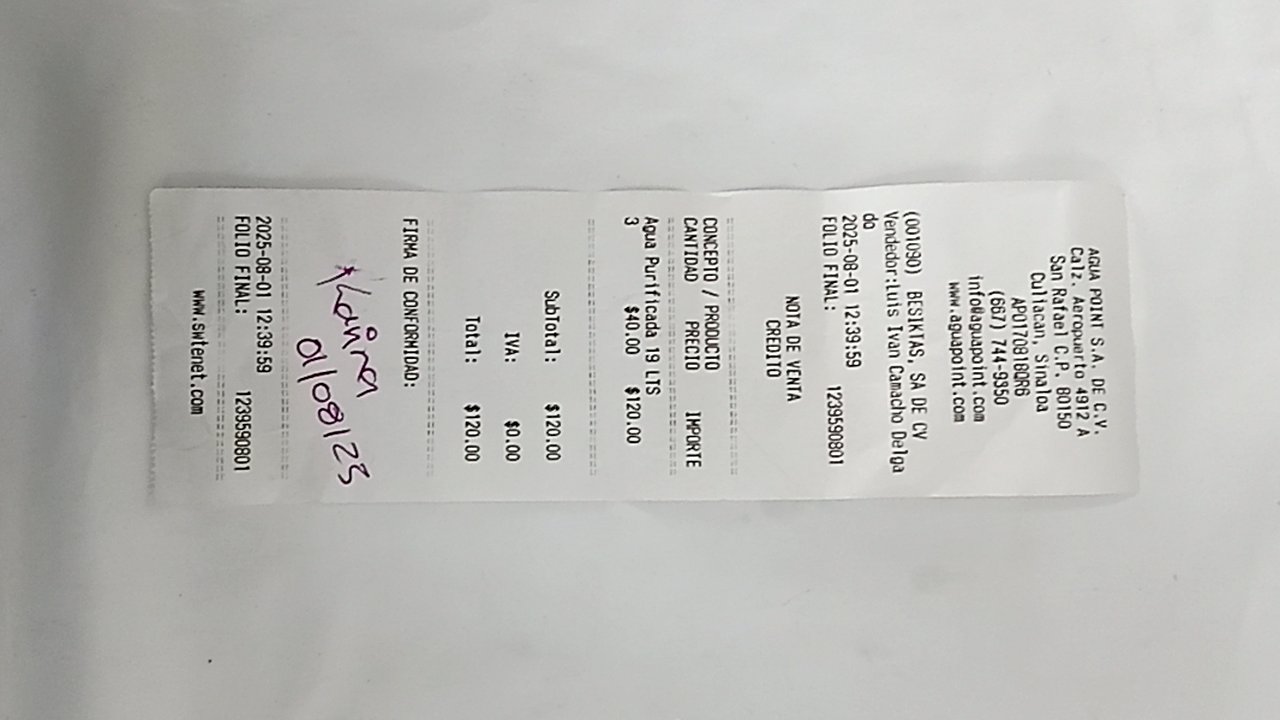 AGUA POINT S.A. DE C.V.
Calz. Aeropuerto 4912 A
San Rafael C.P. 80150
Culiacan, Sinaloa
APO170818QR6
(667) 744-9350
info@aguapoint.com
www.aguapoint.com
(001090) BESIKTAS, SA DE CV
Vendedor:Luis Ivan Camacho Delga
do
2025-08-01 12:39:59
FOLIO FINAL: 1239590801
NOTA DE VENTA
CREDITO
CONCEPTO / PRODUCTO
CANTIDAD PRECIO IMPORTE
Agua Purificada 19 LTS
3 $40.00 $120.00
SubTotal: $120.00
IVA: $0.00
Total: $120.00
FIRMA DE CONFORMIDAD:
01/08/23
2025-08-01 12:39:59
FOLIO FINAL: 1239590801
www.swtenet.com